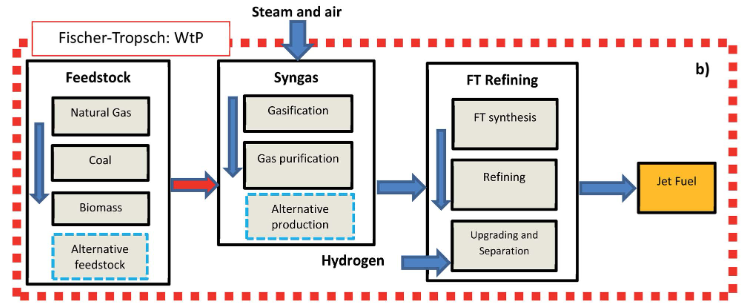 Steam and air
Fischer-Tropsch: WtP
b)
Feedstock
Natural Gas
Coal
Biomass
Alternative
feedstock
Syngas
Gasification
Gas purification
Alternative
production
Hydrogen
FT Refining
FT synthesis
Refining
Upgrading and
Separation
Jet Fuel